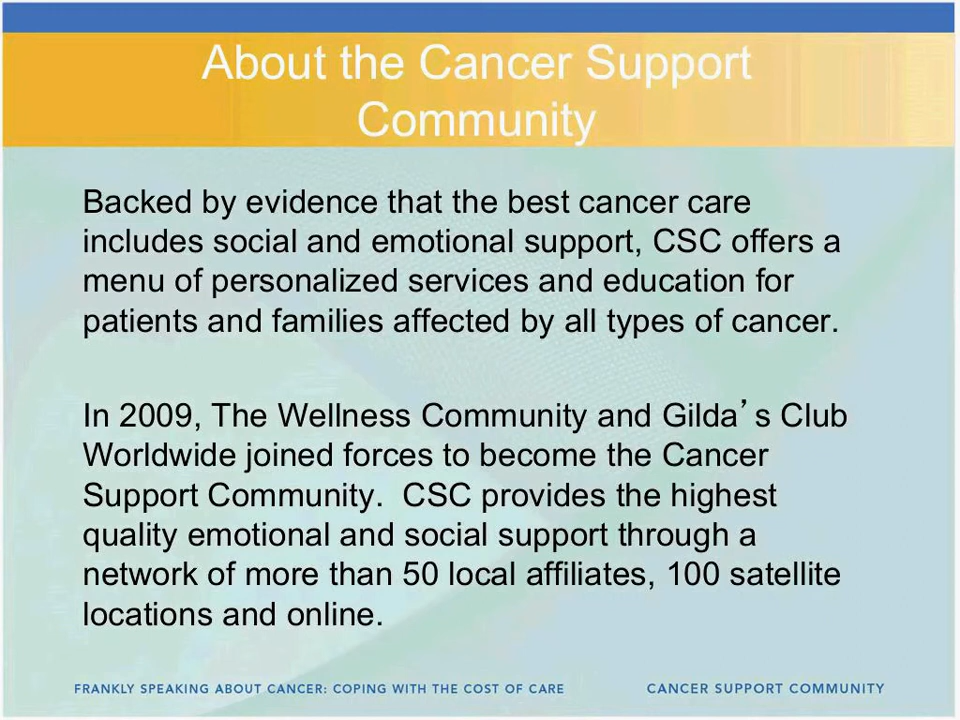 About the Cancer Support
Community
Backed by evidence that the best cancer care
includes social and emotional support, CSC offers a
menu of personalized services and education for
patients and families affected by all types of cancer.
In 2009, The Wellness Community and Gilda’s Club
Worldwide joined forces to become the Cancer
Support Community.  CSC provides the highest
quality emotional and social support through a
network of more than 50 local affiliates, 100 satellite
locations and online.
FRANKLY SPEAKING ABOUT CANCER: COPING WITH THE COST OF CARE
CANCER SUPPORT COMMUNITY